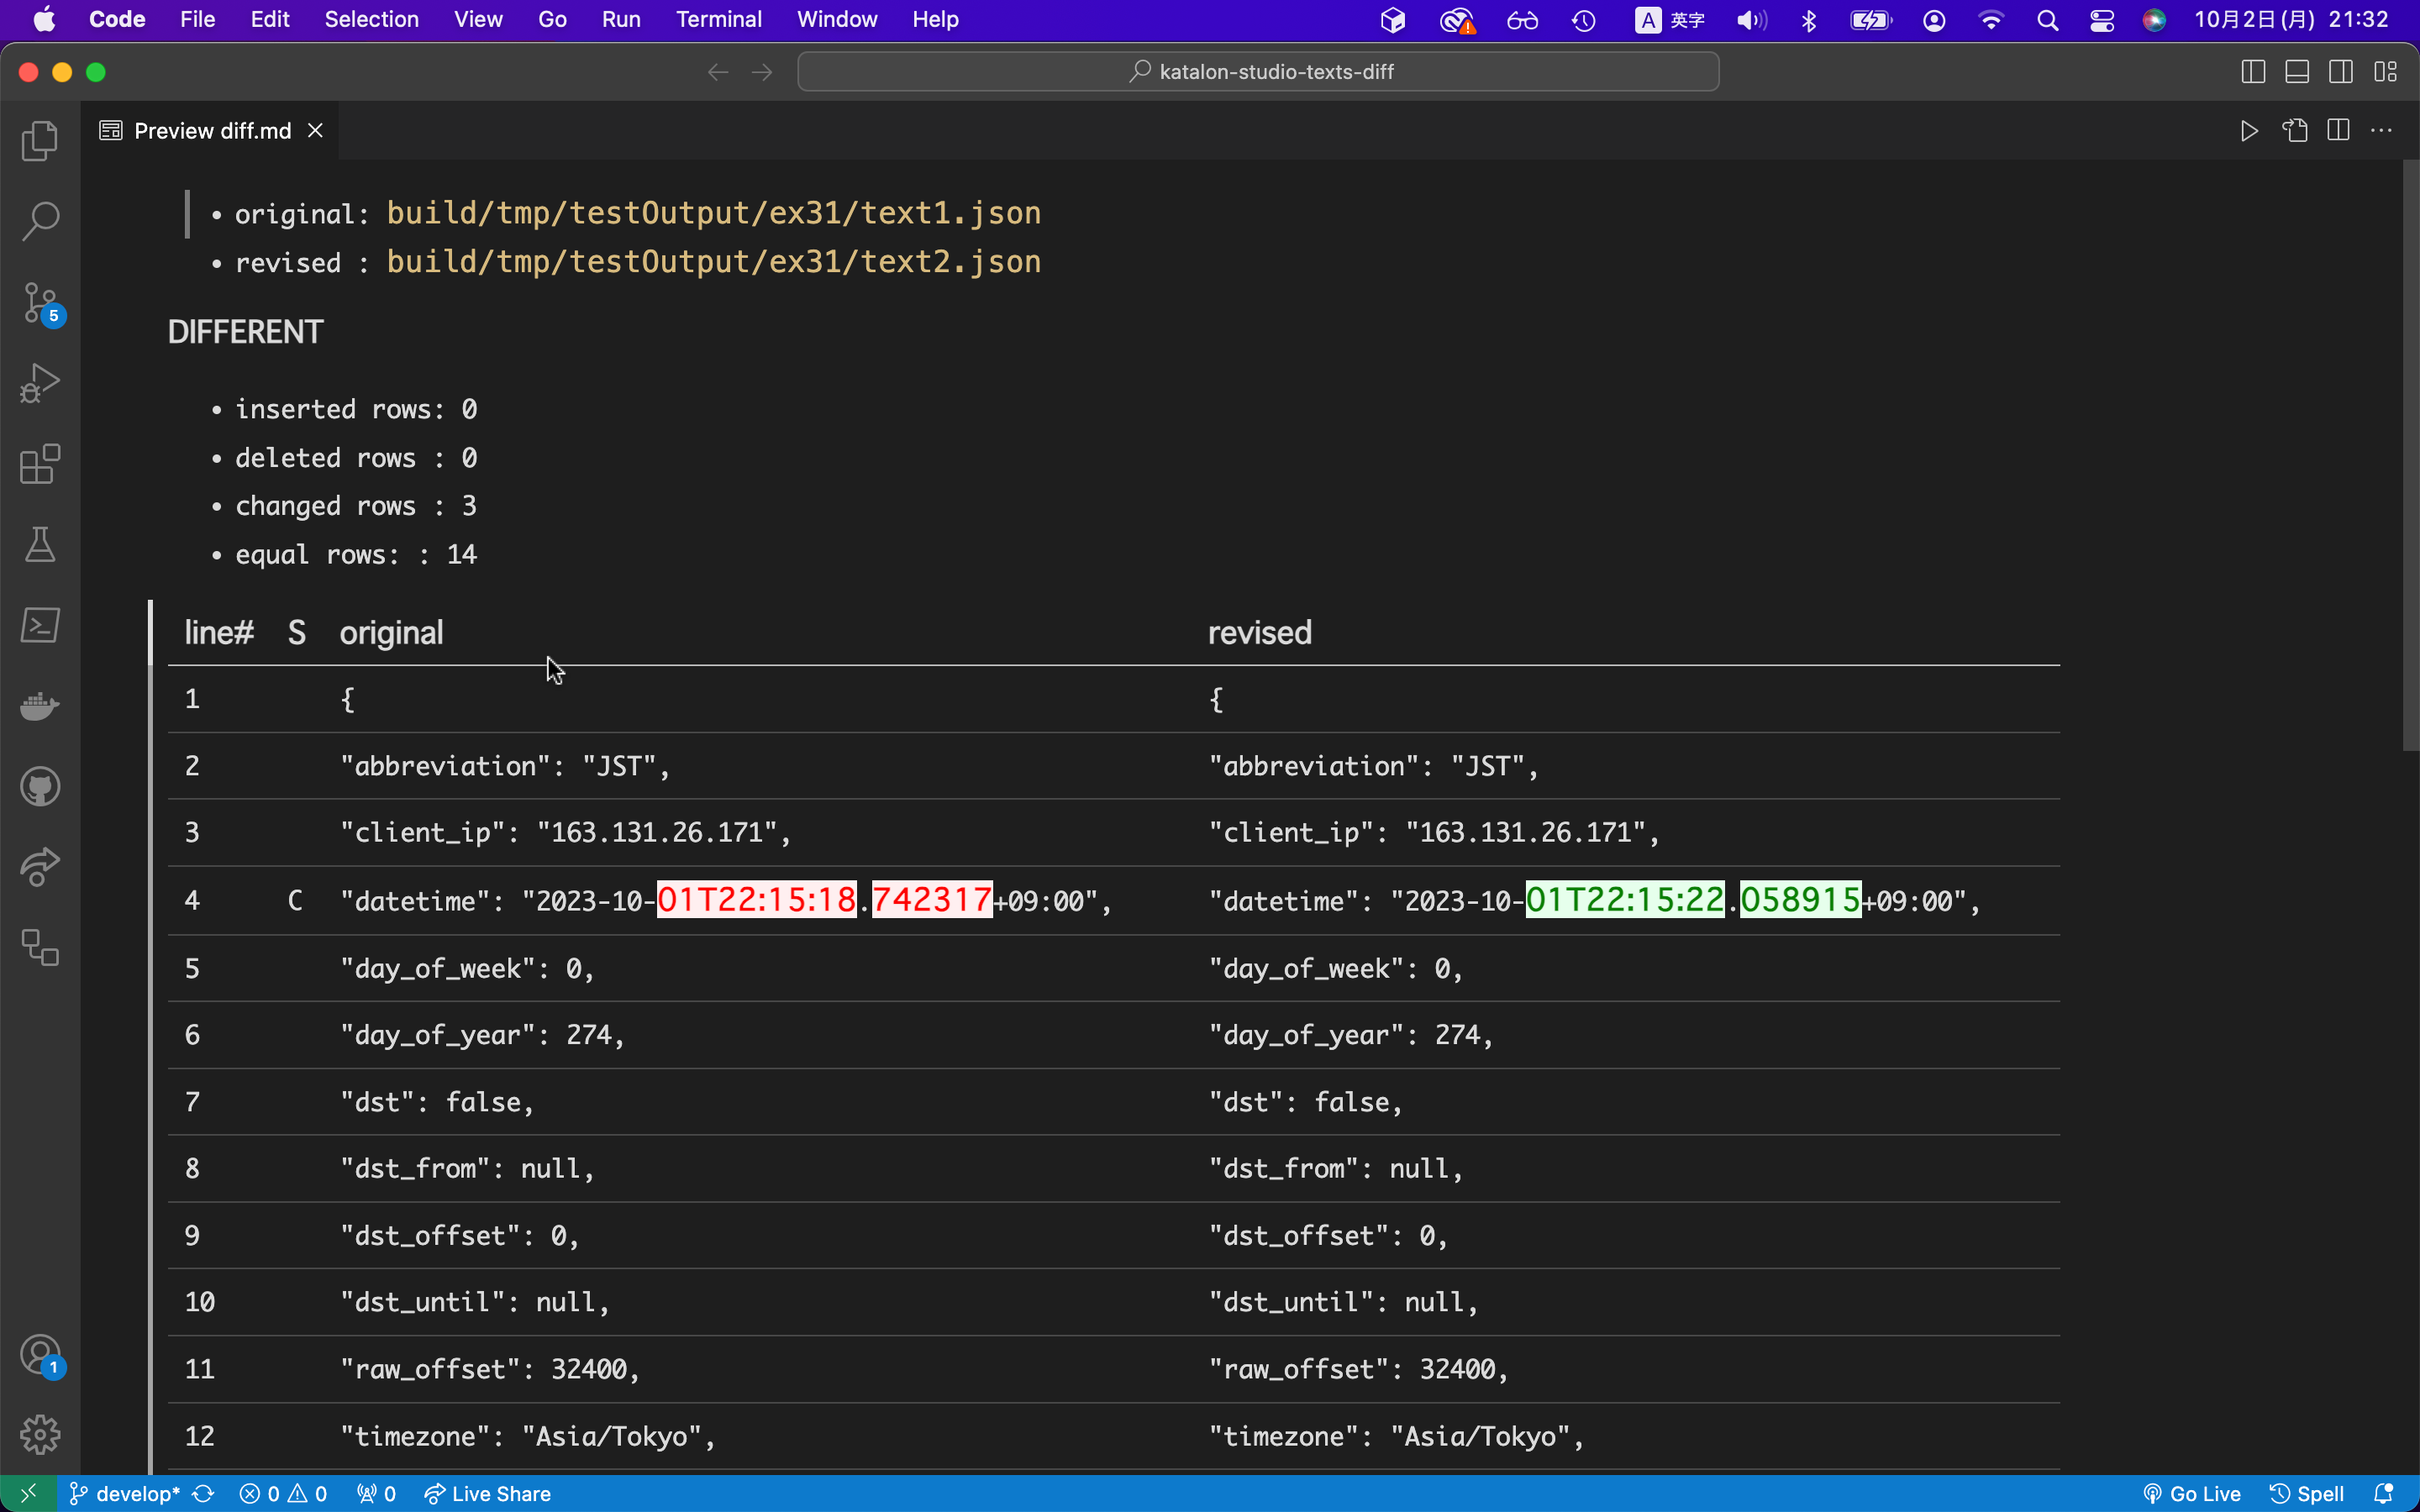 Code File Edit Selection View Go Run Terminal Window Help A 英字 10月2日(月) 21:32
katalon-studio-texts-diff
Preview diff.md
• original: build/tmp/testOutput/ex31/text1.json
• revised : build/tmp/testOutput/ex31/text2.json
DIFFERENT
• inserted rows: 0
• deleted rows : 0
• changed rows : 3
• equal rows: : 14
line# S original revised
1 { {
2 "abbreviation": "JST", "abbreviation": "JST",
3 "client_ip": "163.131.26.171", "client_ip": "163.131.26.171",
4 C "datetime": "2023-10-01T22:15:18.742317+09:00", "datetime": "2023-10-01T22:15:22.058915+09:00",
5 "day_of_week": 0, "day_of_week": 0,
6 "day_of_year": 274, "day_of_year": 274,
7 "dst": false, "dst": false,
8 "dst_from": null, "dst_from": null,
9 "dst_offset": 0, "dst_offset": 0,
10 "dst_until": null, "dst_until": null,
11 "raw_offset": 32400, "raw_offset": 32400,
12 "timezone": "Asia/Tokyo", "timezone": "Asia/Tokyo",
5
1
develop* 0 0 0 Live Share Go Live Spell